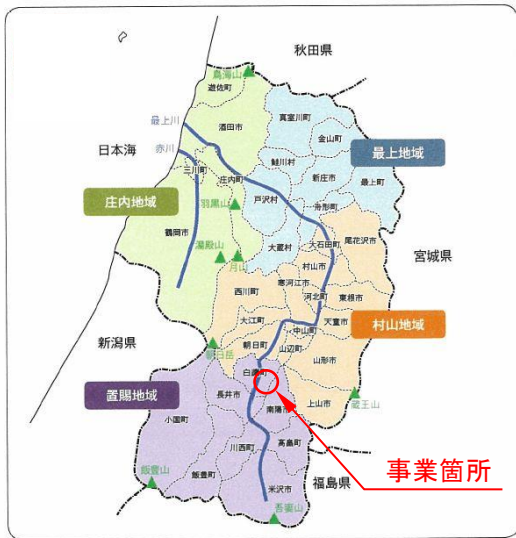 秋田県
鳥海山
遊佐町
真室川町
最上川
酒田市
金山町
日本海
赤川
鮭川村
最上地域
三川町
庄内町
新庄市
最上町
庄内地域
羽黒山
戸沢村
舟形町
鶴岡市
大蔵村
大石田町
尾花沢市
湯殿山
月山
村山市
宮城県
西川町
寒河江市
河北町
東根市
大江町
天童市
村山地域
新潟県
朝日町
中山町
山辺町
朝日岳
山形市
白鷹町
置賜地域
長井市
南陽市
上山市
蔵王山
小国町
川西町
高畠町
事業箇所
飯豊山
飯豊町
米沢市
福島県
吾妻山